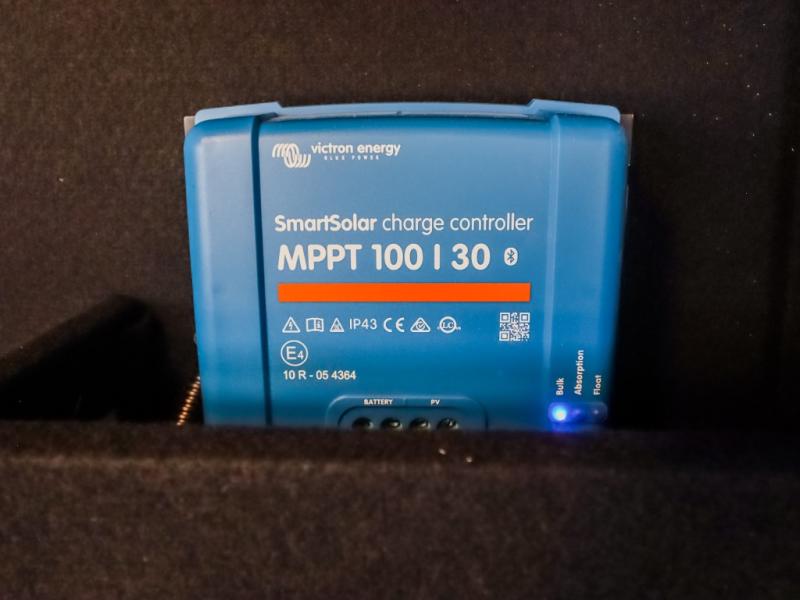 victron energy
BLUE POWER
SmartSolar charge controller
MPPT 100 | 30
IP43
E4
10 R - 05 4364
BATTERY PV
Bulk
Absorption
Float